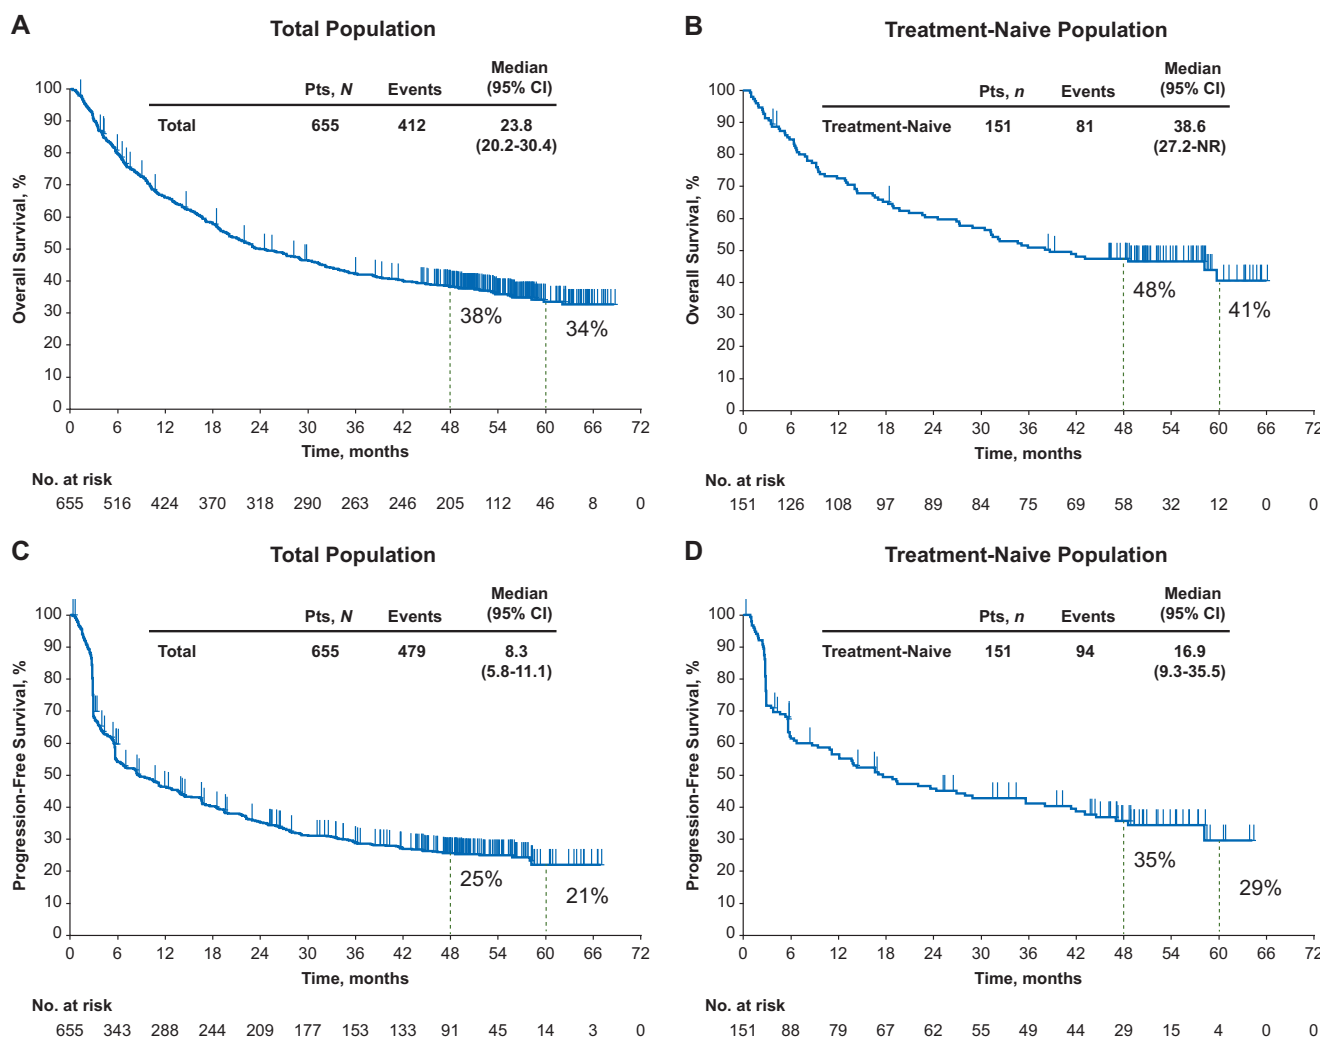 A
Total Population
Pts, N Events Median (95% CI)
Total 655 412 23.8 (20.2-30.4)
Overall Survival, %
100
90
80
70
60
50
40
30
20
10
0
38%
34%
0 6 12 18 24 30 36 42 48 54 60 66 72
Time, months
No. at risk
655 516 424 370 318 290 263 246 205 112 46 8 0
B
Treatment-Naive Population
Pts, n Events Median (95% CI)
Treatment-Naive 151 81 38.6 (27.2-NR)
Overall Survival, %
100
90
80
70
60
50
40
30
20
10
0
48%
41%
0 6 12 18 24 30 36 42 48 54 60 66 72
Time, months
No. at risk
151 126 108 97 89 84 75 69 58 32 12 0 0
C
Total Population
Pts, N Events Median (95% CI)
Total 655 479 8.3 (5.8-11.1)
Progression-Free Survival, %
100
90
80
70
60
50
40
30
20
10
0
25%
21%
0 6 12 18 24 30 36 42 48 54 60 66 72
Time, months
No. at risk
655 343 288 244 209 177 153 133 91 45 14 3 0
D
Treatment-Naive Population
Pts, n Events Median (95% CI)
Treatment-Naive 151 94 16.9 (9.3-35.5)
Progression-Free Survival, %
100
90
80
70
60
50
40
30
20
10
0
35%
29%
0 6 12 18 24 30 36 42 48 54 60 66 72
Time, months
No. at risk
151 88 79 67 62 55 49 44 29 15 4 0 0